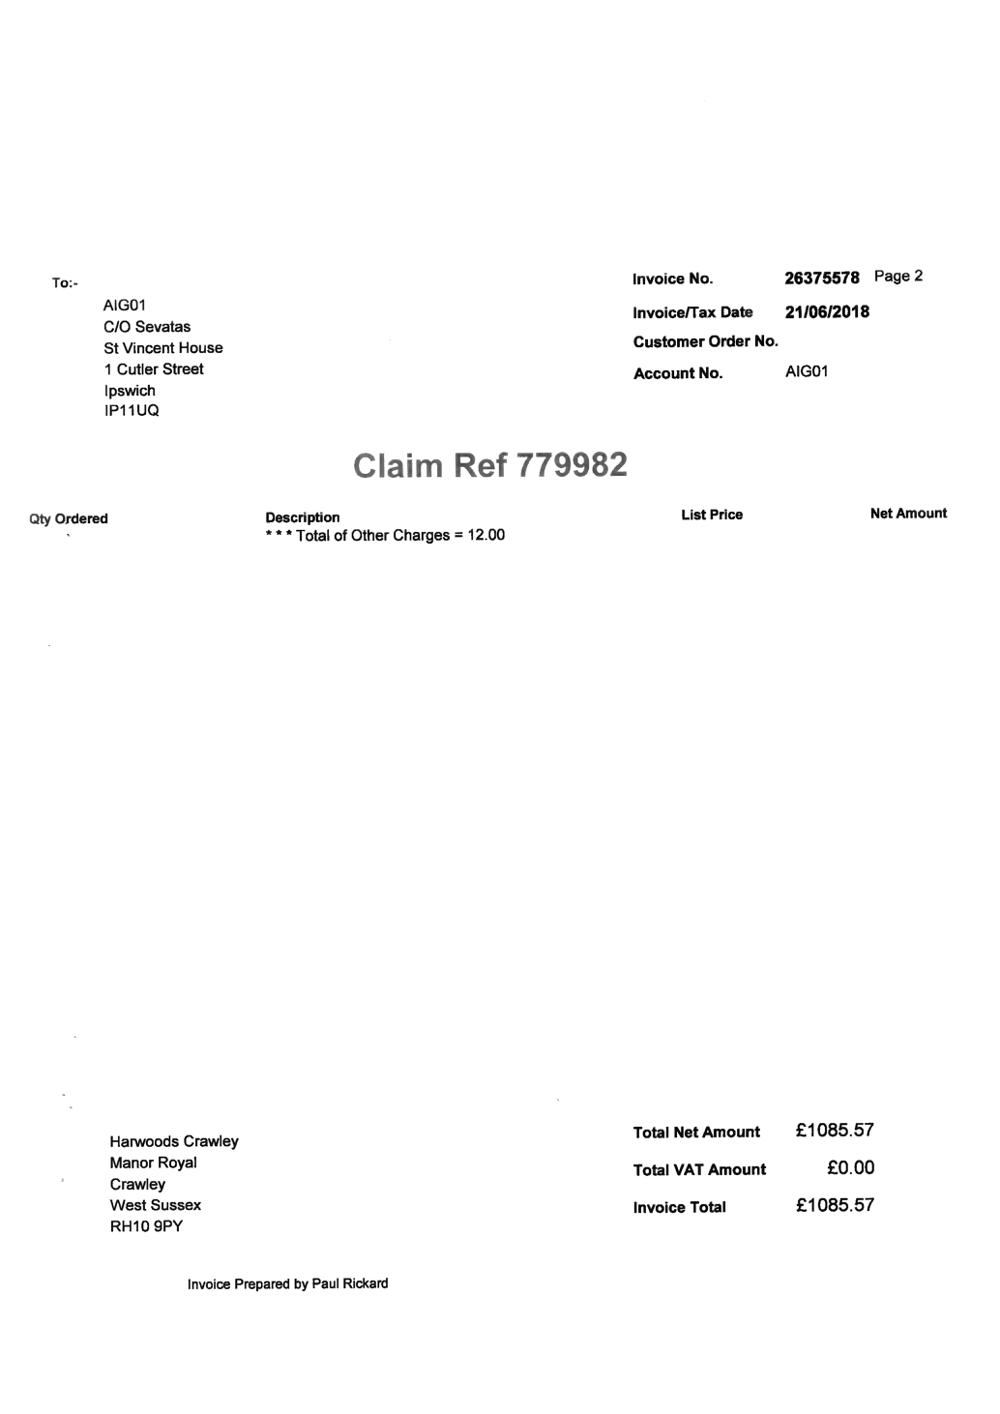 To:-
AIG01
C/O Sevatas
St Vincent House
1 Cutler Street
Ipswich
IP11UQ
Invoice No. 26375578 Page 2
Invoice/Tax Date 21/06/2018
Customer Order No.
Account No. AIG01
Claim Ref 779982
Qty Ordered Description List Price Net Amount
* * * Total of Other Charges = 12.00
Harwoods Crawley
Manor Royal
Crawley
West Sussex
RH10 9PY
Total Net Amount £1085.57
Total VAT Amount £0.00
Invoice Total £1085.57
Invoice Prepared by Paul Rickard